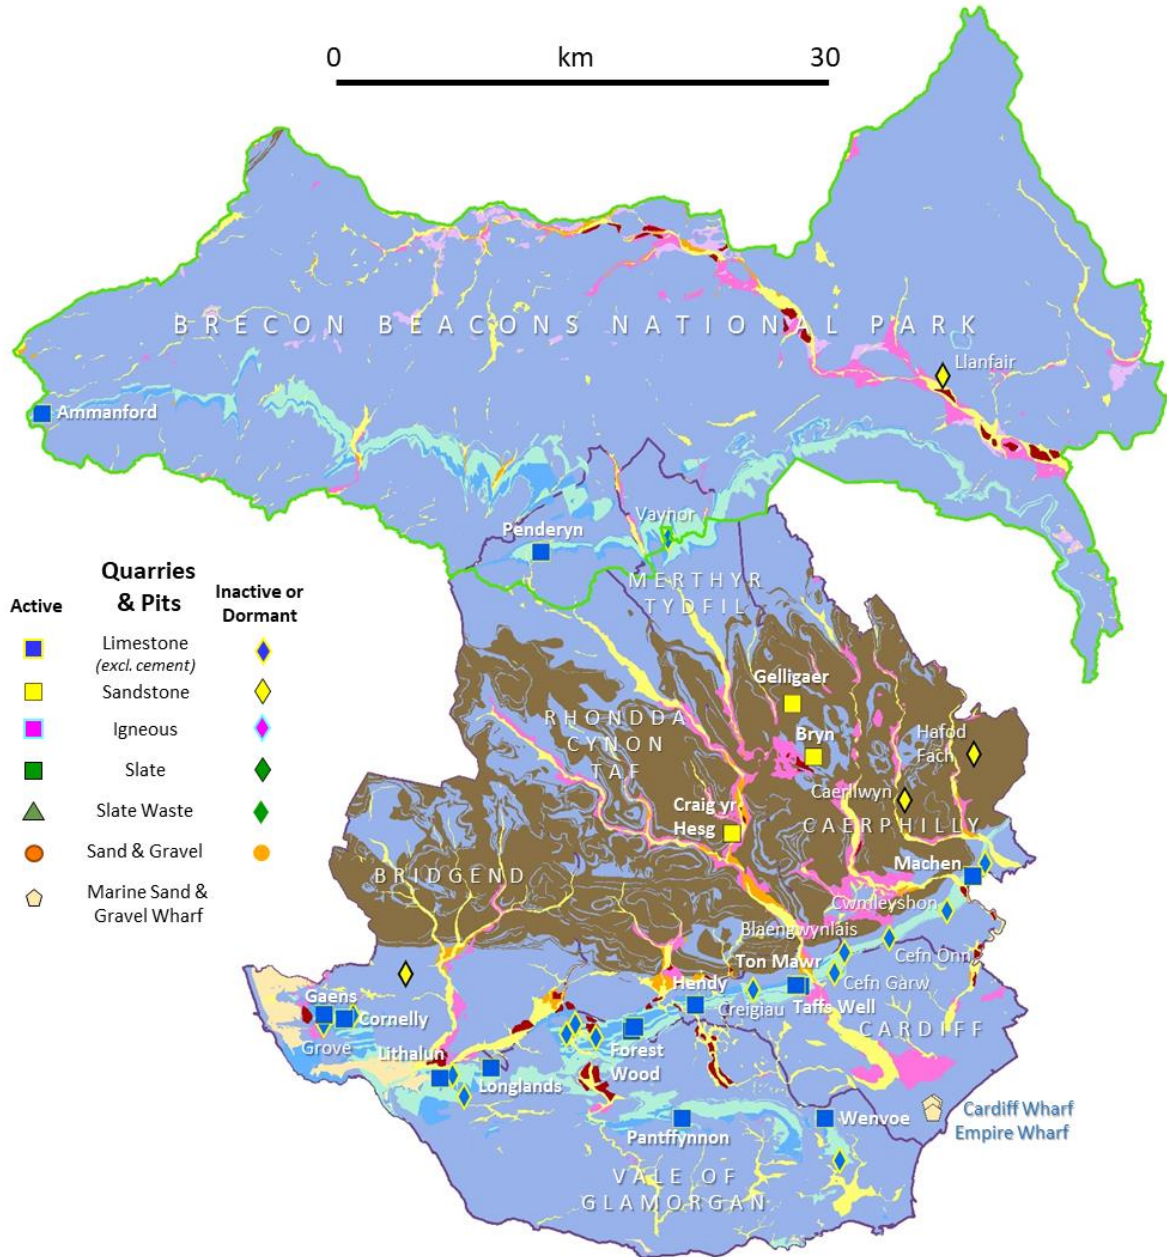 0 km 30
BRECON BEACONS NATIONAL PARK
Llanfair
Ammanford
Vaynor
Penderyn
MERTHYR
TYDFIL
Quarries
& Pits
Active
Inactive or
Dormant
Limestone
(excl. cement)
Sandstone
Igneous
Slate
Slate Waste
Sand & Gravel
Marine Sand &
Gravel Wharf
Gelligaer
RHONDDA
CYNON
TAF
Bryn
Hafod
Fach
Caerllwyn
Craig yr
Hesg
CAERPHILLY
Machen
BRIDGEND
Cwmleyshon
Blaengwynlais
Cefn Onn
Ton Mawr
Cefn Garw
Hendy
Creigiau
Taffs Well
Gaens
Cornelly
CARDIFF
Grove
Lithalun
Forest
Wood
Longlands
Cardiff Wharf
Empire Wharf
Wenvoe
Pantffynnon
VALE OF
GLAMORGAN